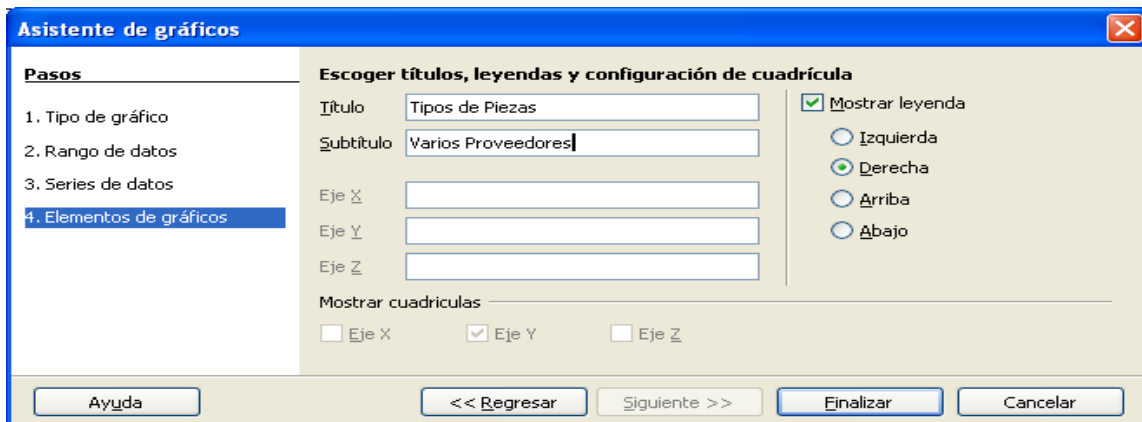 Asistente de gráficos
Pasos
1. Tipo de gráfico
2. Rango de datos
3. Series de datos
4. Elementos de gráficos
Escoger títulos, leyendas y configuración de cuadrícula
Título Tipos de Piezas
Subtítulo Varios Proveedores
Eje X
Eje Y
Eje Z
Mostrar leyenda
Izquierda
Derecha
Arriba
Abajo
Mostrar cuadriculas
Eje X Eje Y Eje Z
Ayuda << Regresar Siguiente >> Finalizar Cancelar